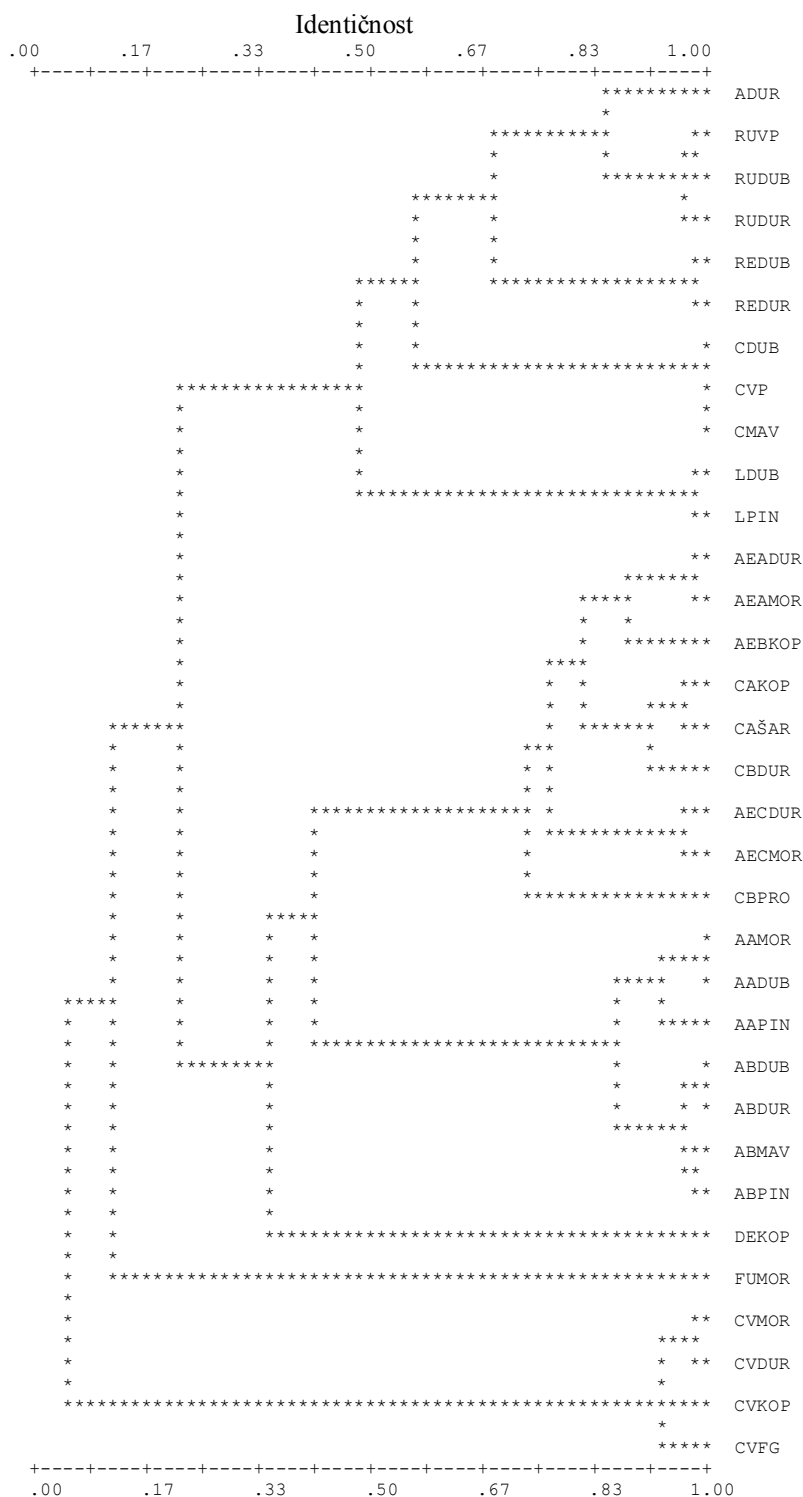 Identičnost
.00 .17 .33 .50 .67 .83 1.00
ADUR
RUVP
RUDUB
RUDUR
REDUB
REDUR
CDUB
CVP
CMAV
LDUB
LPIN
AEADUR
AEAMOR
AEBKOP
CAKOP
CAŠAR
CBDUR
AECDUR
AECMOR
CBPRO
AAMOR
AADUB
AAPIN
ABDUB
ABDUR
ABMAV
ABPIN
DEKOP
FUMOR
CVMOR
CVDUR
CVKOP
CVFG
.00 .17 .33 .50 .67 .83 1.00